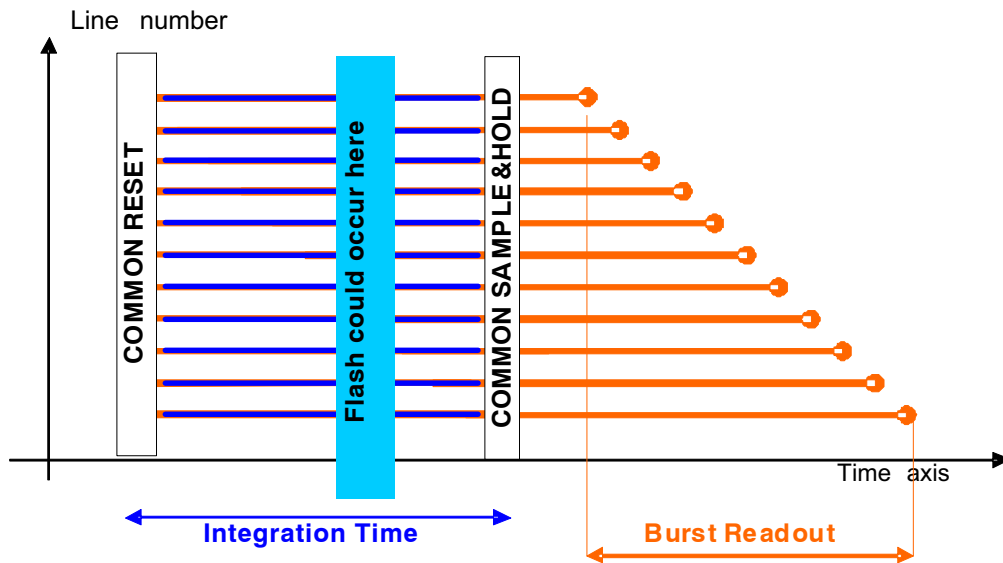 Line number
COMMON RESET
Flash could occur here
COMMON SAMPLE&HOLD
Time axis
Integration Time
Burst Readout